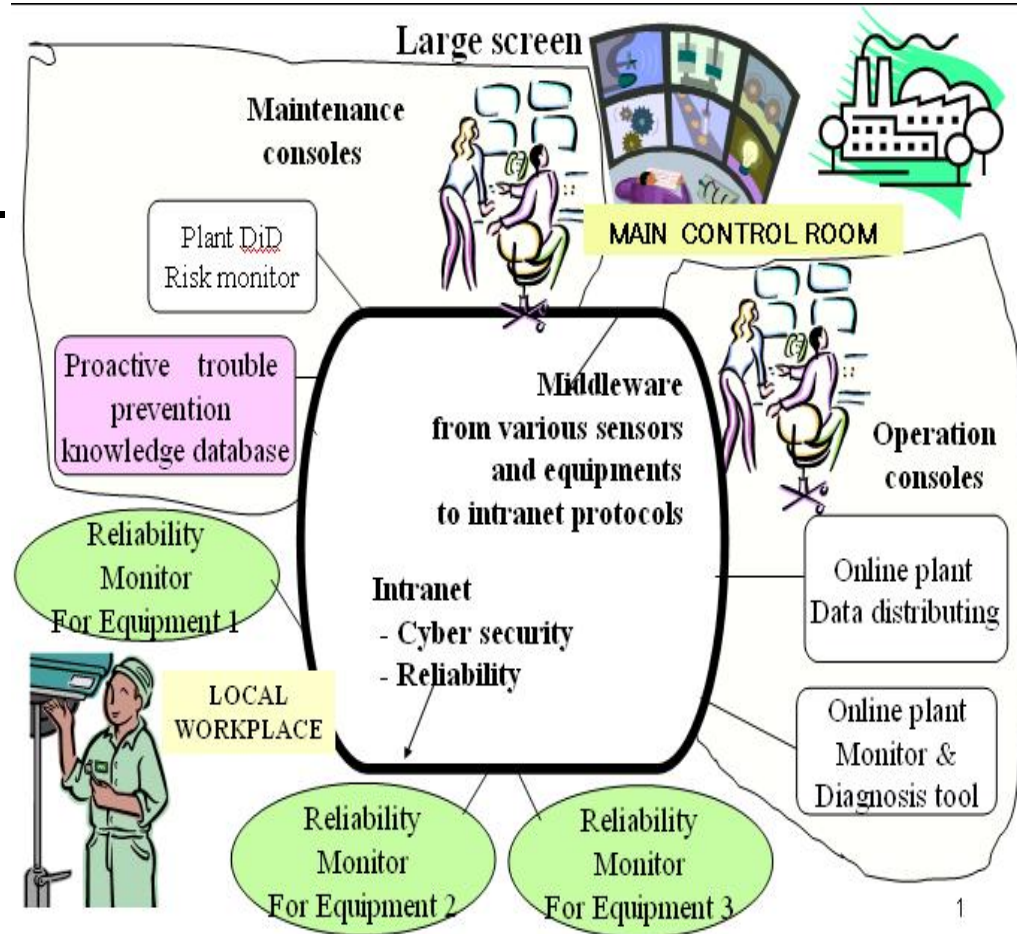 Large screen
Maintenance
consoles
MAIN CONTROL ROOM
Plant DiD
Risk monitor
Proactive trouble
prevention
knowledge database
Middleware
from various sensors
and equipments
to intranet protocols
Operation
consoles
Reliability
Monitor
For Equipment 1
Intranet
- Cyber security
- Reliability
Online plant
Data distributing
LOCAL
WORKPLACE
Online plant
Monitor &
Diagnosis tool
Reliability
Monitor
For Equipment 2
Reliability
Monitor
For Equipment 3
1